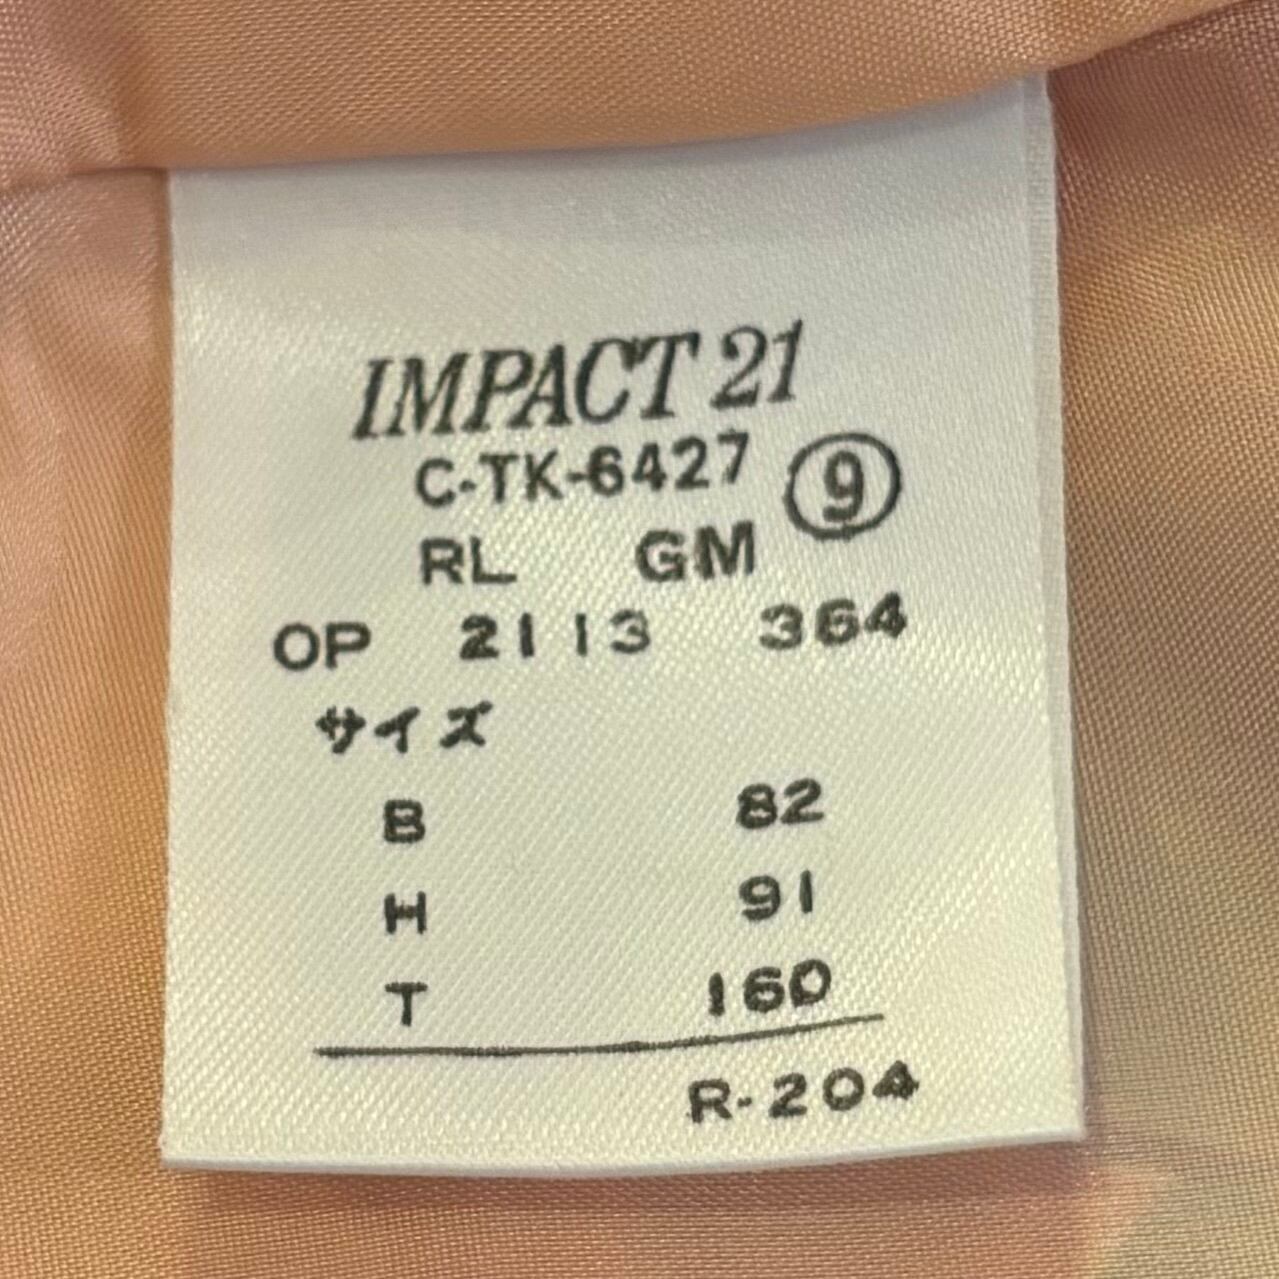 IMPACT 21
C-TK-6427 ⑨
RL GM
OP 2113 364
サイズ
B 82
H 91
T 160
R-204